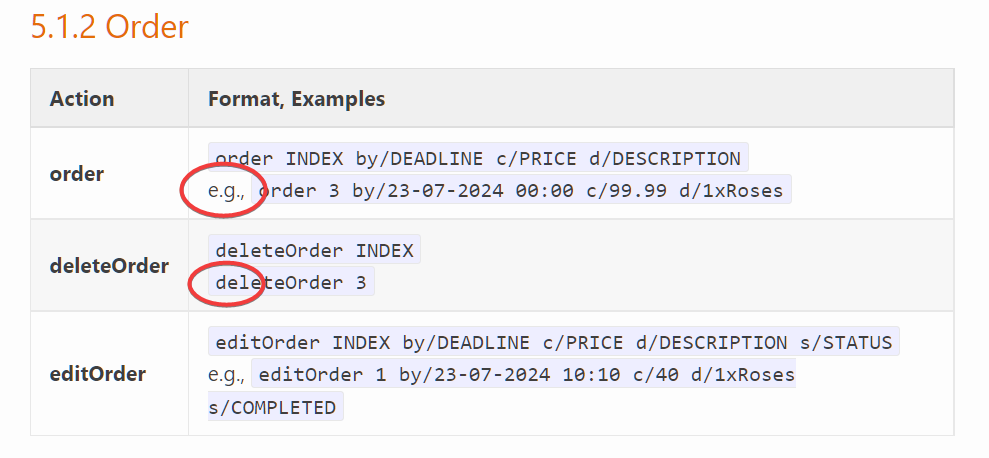 5.1.2 Order
Action Format, Examples
order order INDEX by/DEADLINE c/PRICE d/DESCRIPTION
e.g., order 3 by/23-07-2024 00:00 c/99.99 d/1xRoses
deleteOrder deleteOrder INDEX
deleteOrder 3
editOrder editOrder INDEX by/DEADLINE c/PRICE d/DESCRIPTION s/STATUS
e.g., editOrder 1 by/23-07-2024 10:10 c/40 d/1xRoses
s/COMPLETED